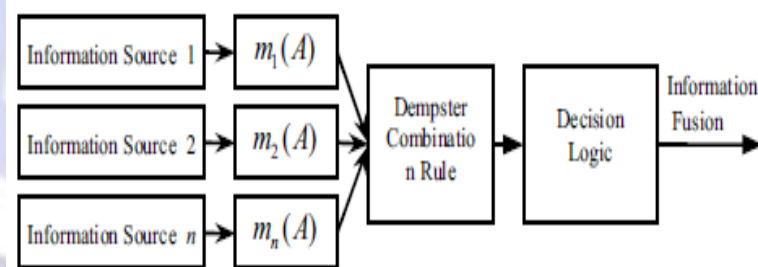 Information Source 1
m₁(A)
Information Source 2
m₂(A)
Information Source n
mₙ(A)
Dempster
Combinatio
n Rule
Decision
Logic
Information
Fusion